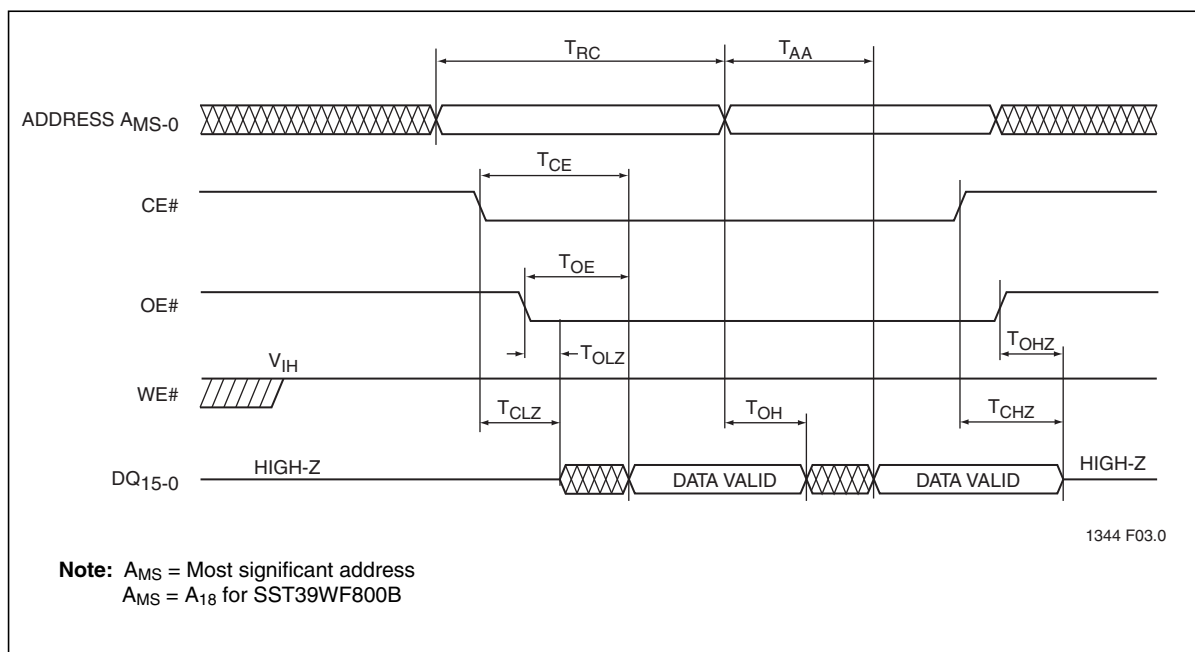 TRC TAA
ADDRESS AMS-0
TCE
CE#
TOE
OE#
TOLZ TOHZ
VIH
WE#
TCLZ TOH TCHZ
DQ15-0 HIGH-Z DATA VALID DATA VALID HIGH-Z
1344 F03.0
Note: AMS = Most significant address
AMS = A18 for SST39WF800B